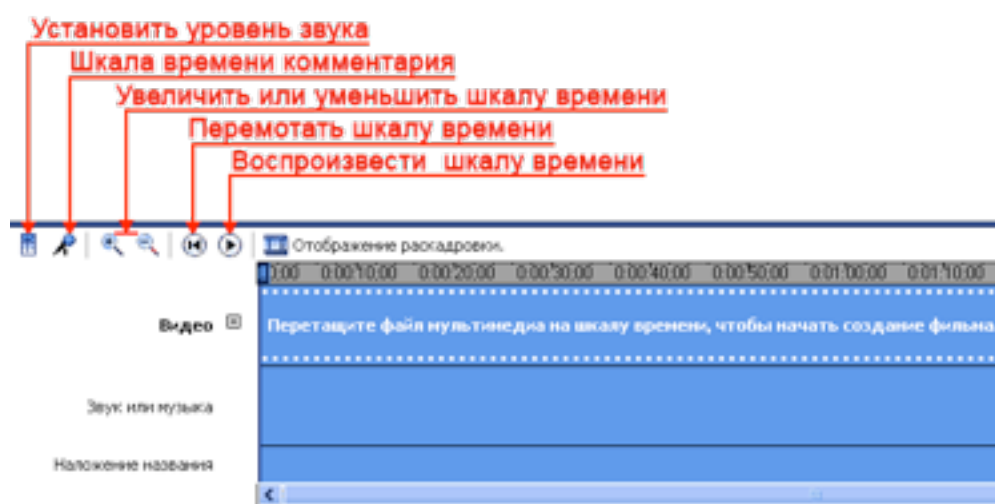 Установить уровень звука
Шкала времени комментария
Увеличить или уменьшить шкалу времени
Перемотать шкалу времени
Воспроизвести шкалу времени
Отображение раскадровки.
0:00 0:00:10,00 0:00:20,00 0:00:30,00 0:00:40,00 0:00:50,00 0:01:00,00 0:01:10,00
Видео
Перетащите файл мультимедиа на шкалу времени, чтобы начать создание фильма.
Звук или музыка
Наложение названия